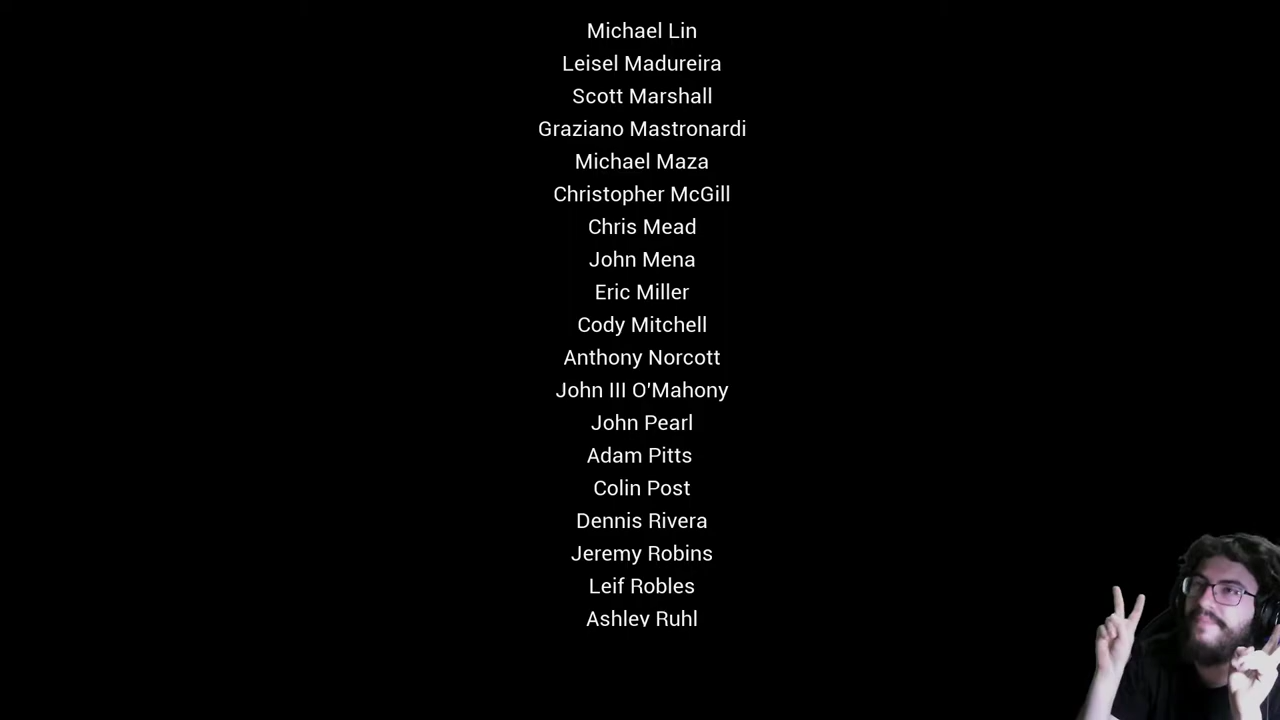 Michael Lin
Leisel Madureira
Scott Marshall
Graziano Mastronardi
Michael Maza
Christopher McGill
Chris Mead
John Mena
Eric Miller
Cody Mitchell
Anthony Norcott
John III O'Mahony
John Pearl
Adam Pitts
Colin Post
Dennis Rivera
Jeremy Robins
Leif Robles
Ashley Ruhl